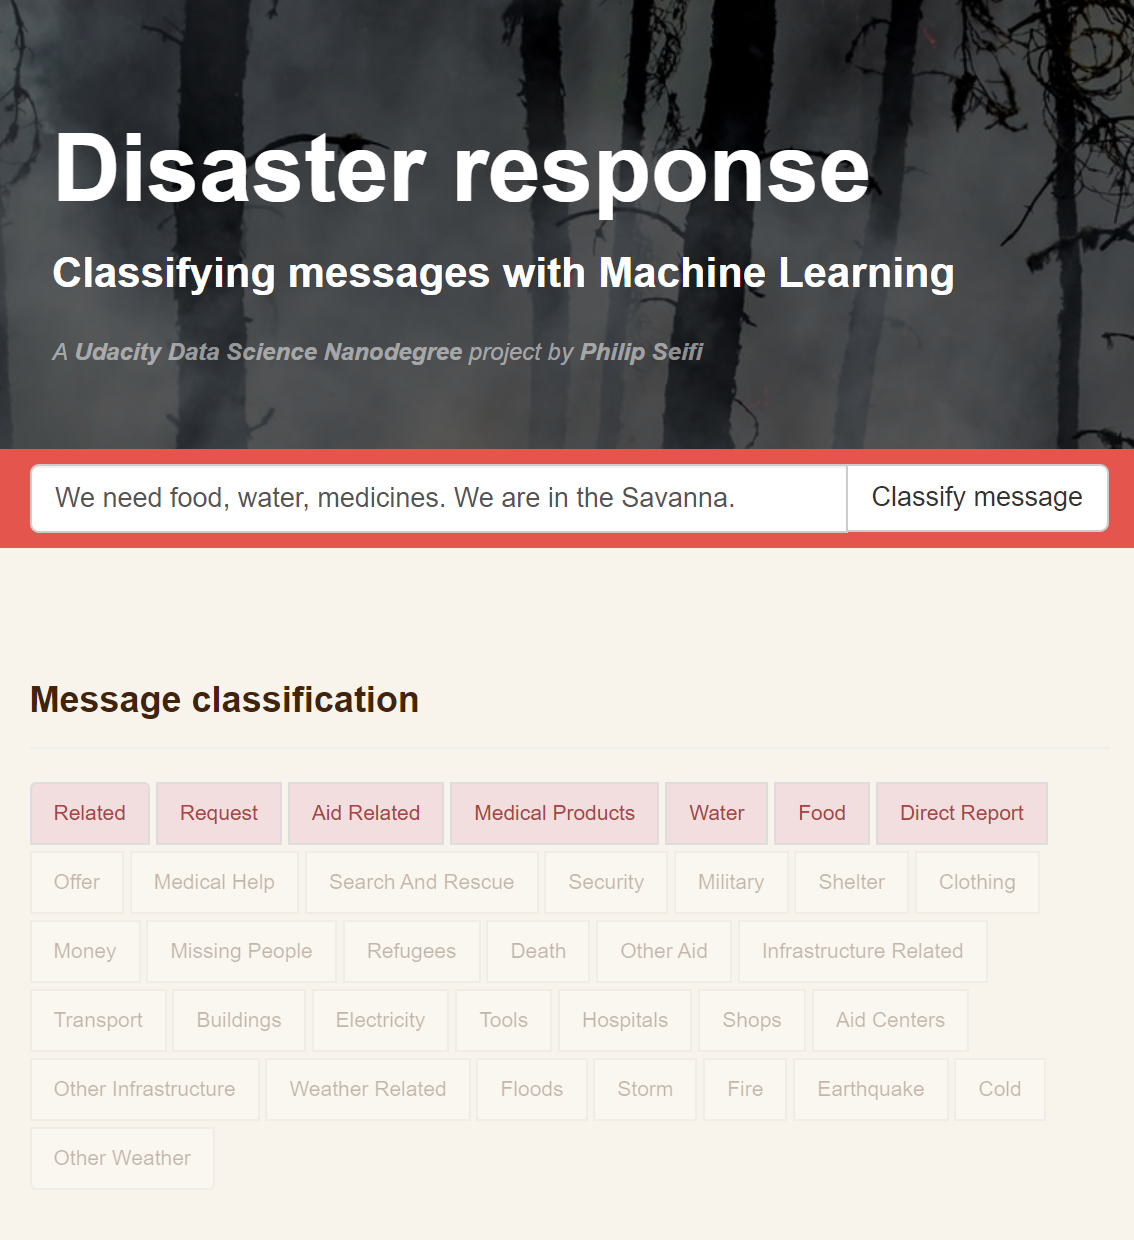 Disaster response
Classifying messages with Machine Learning
A Udacity Data Science Nanodegree project by Philip Seifi
We need food, water, medicines. We are in the Savanna. Classify message
Message classification
Related Request Aid Related Medical Products Water Food Direct Report
Offer Medical Help Search And Rescue Security Military Shelter Clothing
Money Missing People Refugees Death Other Aid Infrastructure Related
Transport Buildings Electricity Tools Hospitals Shops Aid Centers
Other Infrastructure Weather Related Floods Storm Fire Earthquake Cold
Other Weather